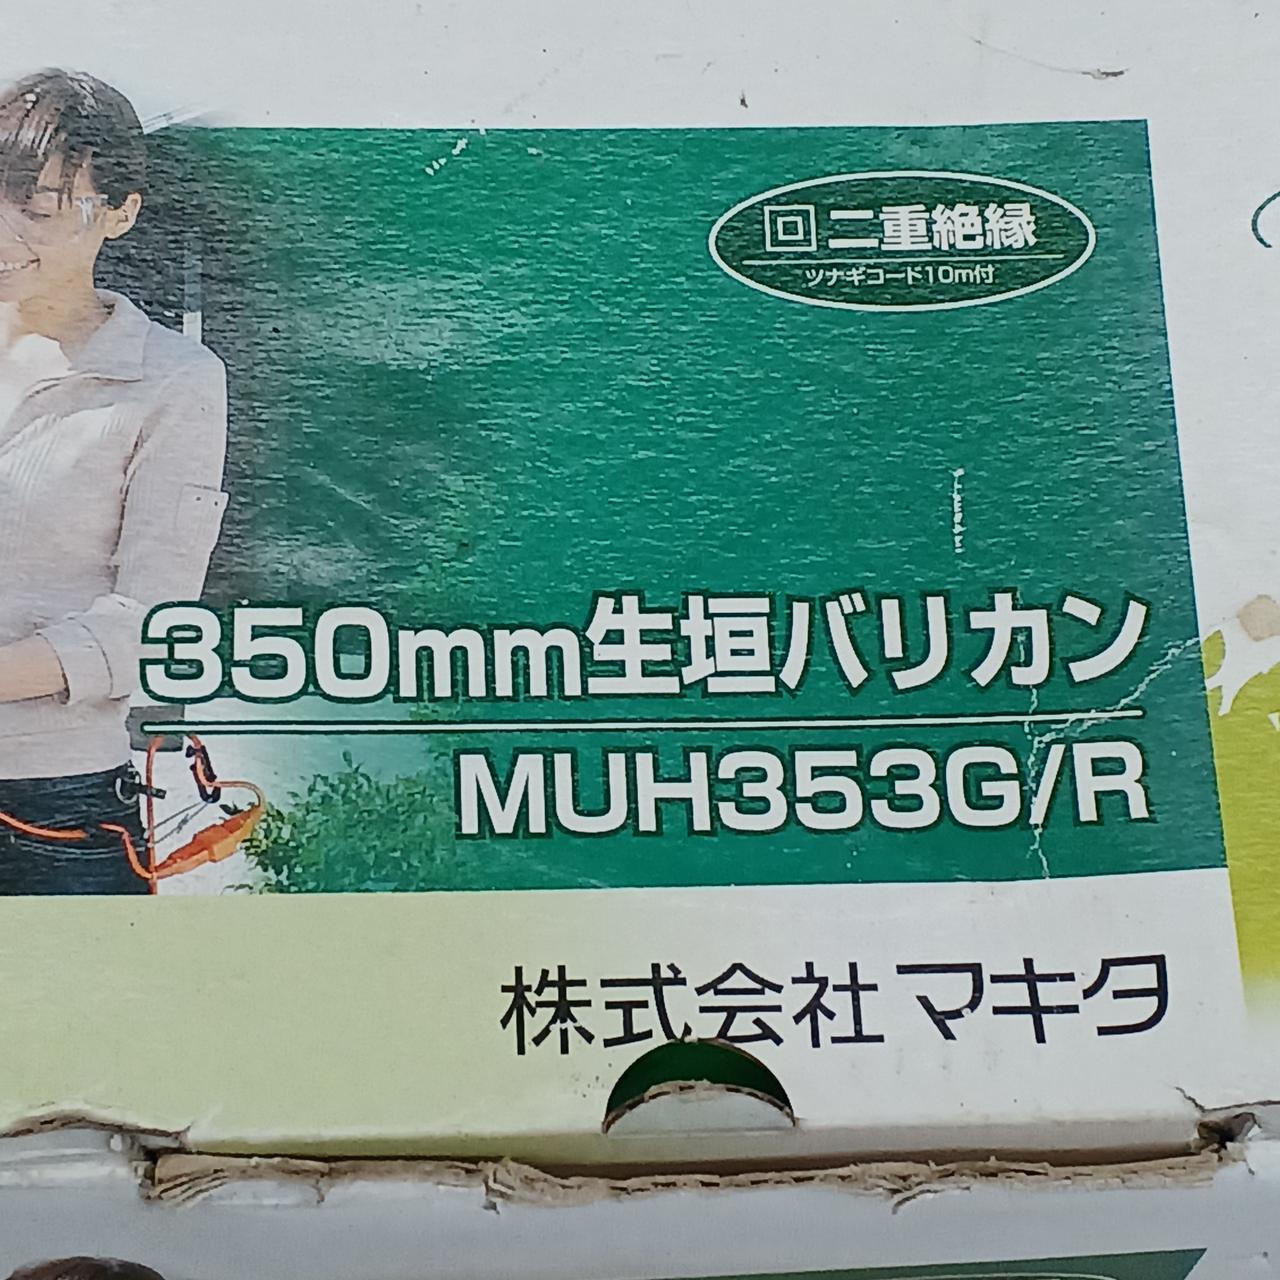 二重絶縁
ツナギコード10m付
350mm生垣バリカン
MUH353G/R
株式会社マキタ